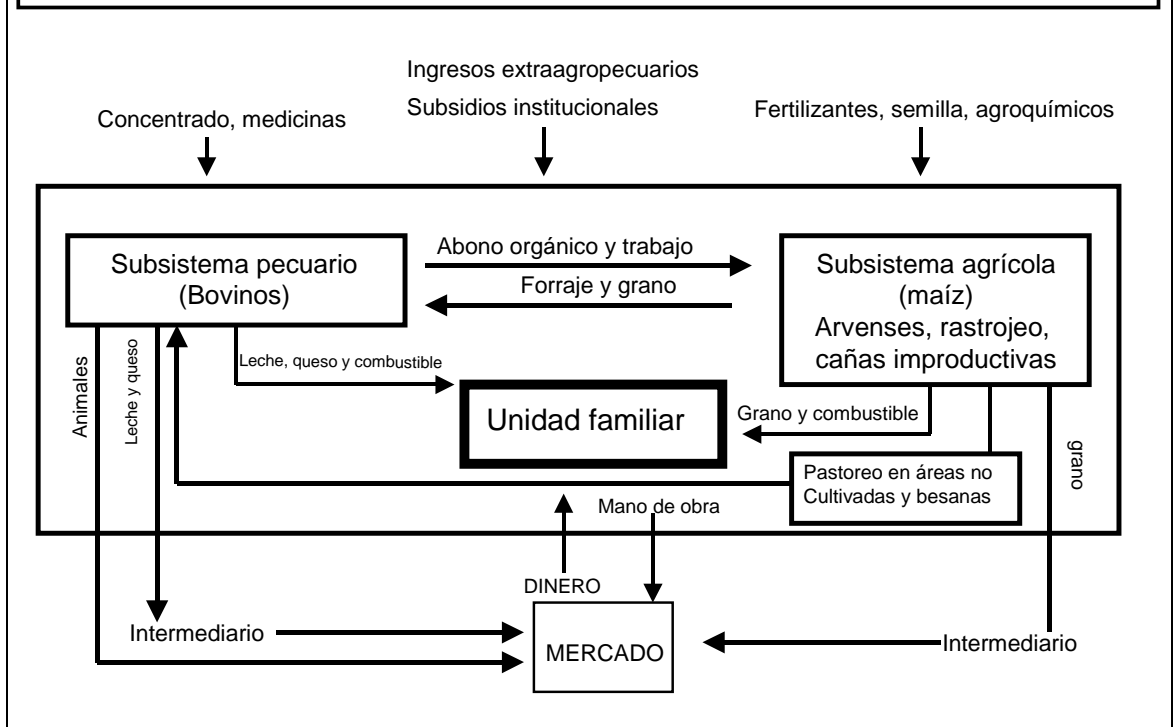 Ingresos extraagropecuarios
Subsidios institucionales
Concentrado, medicinas
Fertilizantes, semilla, agroquímicos
Subsistema pecuario
(Bovinos)
Abono orgánico y trabajo
Forraje y grano
Subsistema agrícola
(maíz)
Arvenses, rastrojeo,
cañas improductivas
Animales
Leche y queso
Leche, queso y combustible
Unidad familiar
Grano y combustible
grano
Pastoreo en áreas no
Cultivadas y besanas
Mano de obra
DINERO
Intermediario
MERCADO
Intermediario